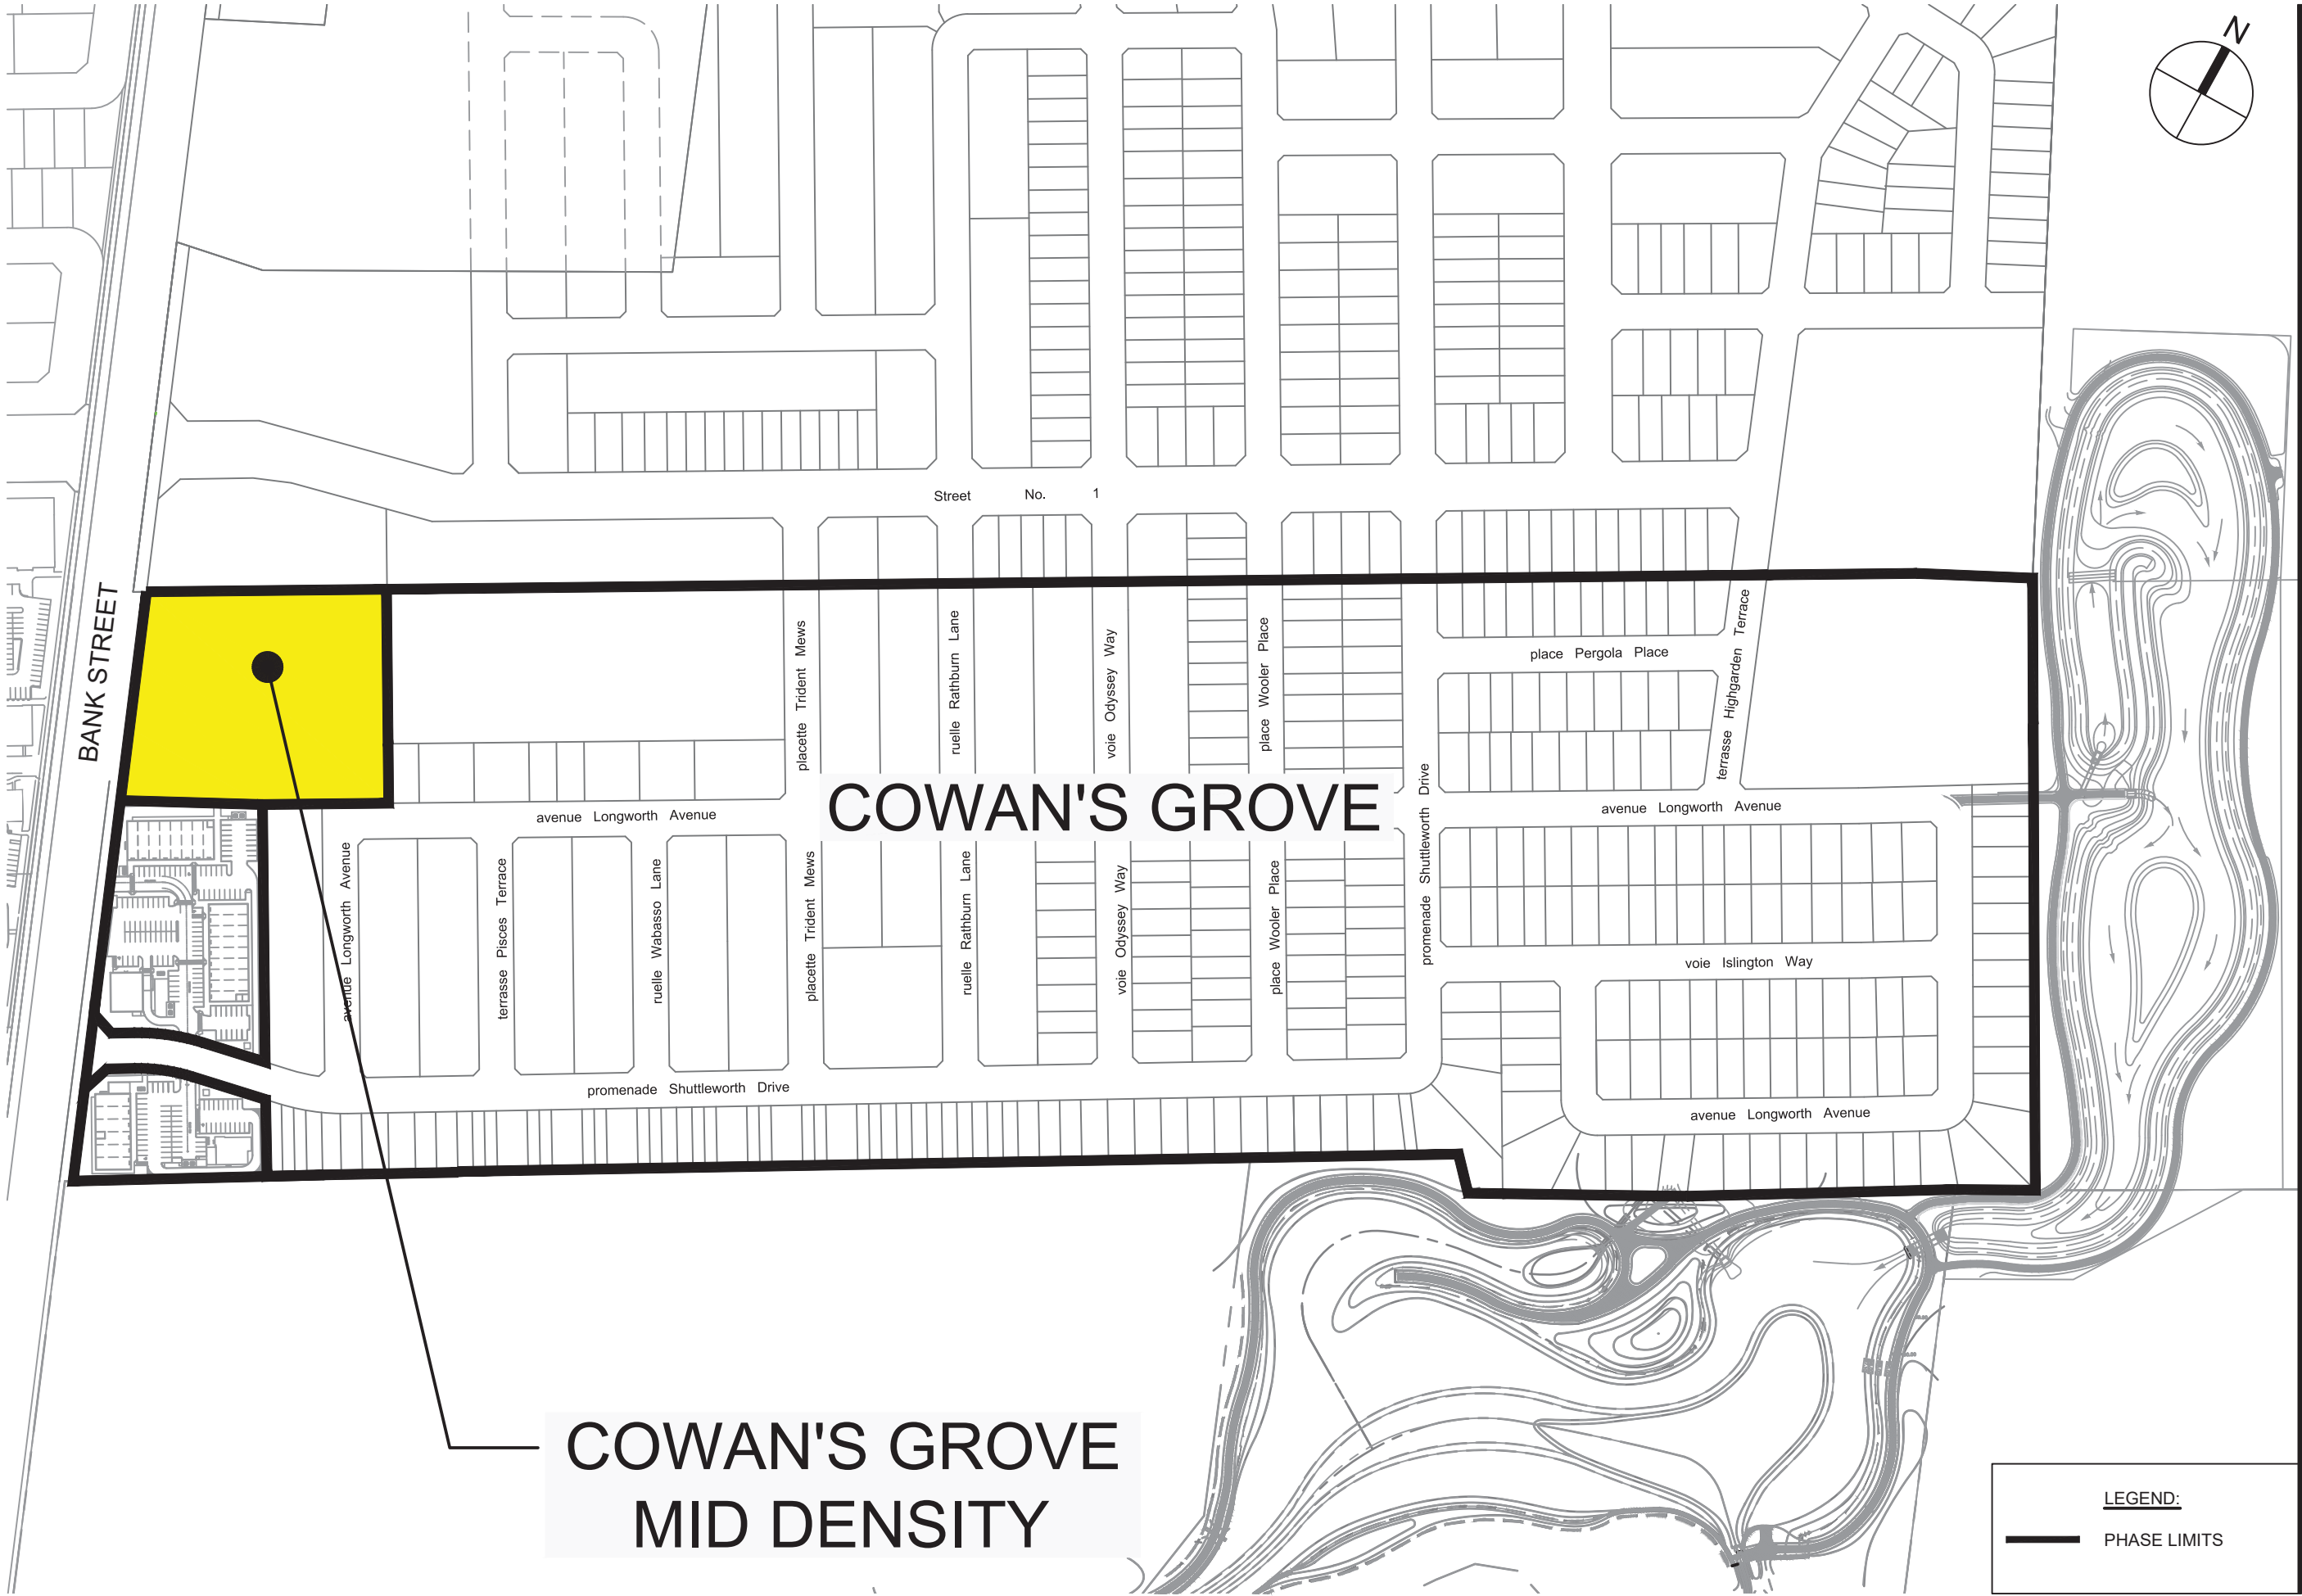 N
Street No. 1
BANK STREET
placette Trident Mews
ruelle Rathburn Lane
voie Odyssey Way
place Wooler Place
place Pergola Place
terrasse Highgarden Terrace
avenue Longworth Avenue
COWAN'S GROVE
promenade Shuttleworth Drive
avenue Longworth Avenue
avenue Longworth Avenue
terrasse Pisces Terrace
ruelle Wabasso Lane
placette Trident Mews
ruelle Rathburn Lane
voie Odyssey Way
place Wooler Place
voie Islington Way
promenade Shuttleworth Drive
avenue Longworth Avenue
COWAN'S GROVE
MID DENSITY
LEGEND:
PHASE LIMITS